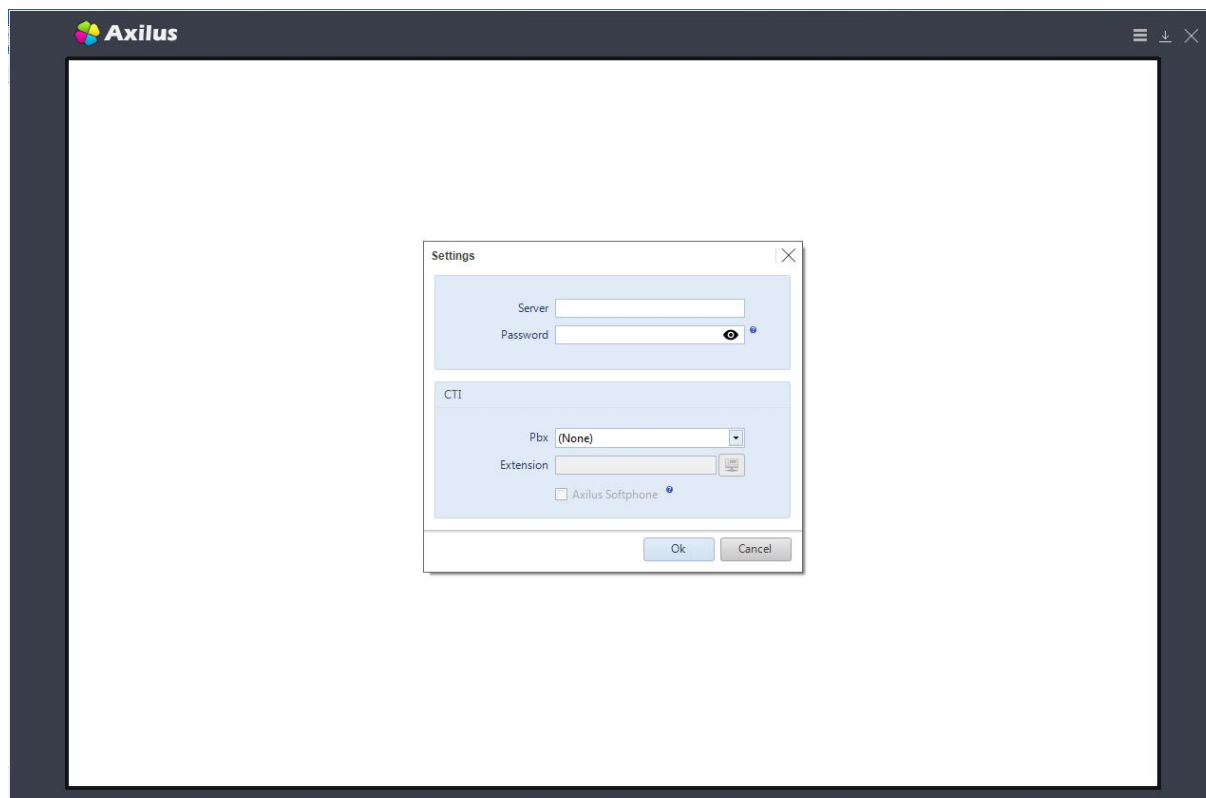 Axilus
Settings
Server
Password
CTI
Pbx (None)
Extension
Axilus Softphone
Ok Cancel